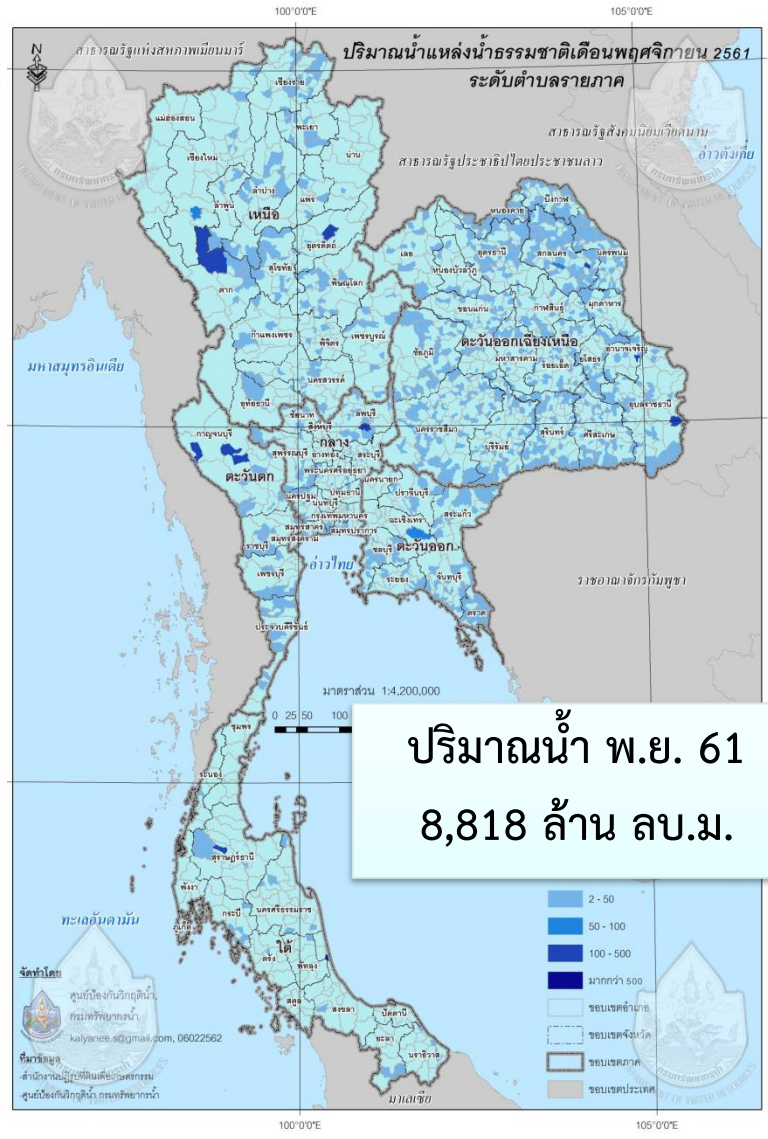 100°0'0"E
105°0'0"E
ปริมาณน้ำแหล่งน้ำธรรมชาติเดือนพฤศจิกายน 2561
ระดับตำบลรายภาค
N
สาธารณรัฐแห่งสหภาพเมียนมาร์
สาธารณรัฐสังคมนิยมเวียดนาม
อ่าวตังเกี๋ย
สาธารณรัฐประชาธิปไตยประชาชนลาว
เชียงราย
แม่ฮ่องสอน
พะเยา
เชียงใหม่
น่าน
ลำปาง
แพร่
ลำพูน
เหนือ
อุตรดิตถ์
สุโขทัย
ตาก
พิษณุโลก
กำแพงเพชร
พิจิตร
เพชรบูรณ์
นครสวรรค์
อุทัยธานี
บึงกาฬ
หนองคาย
เลย
อุดรธานี
สกลนคร
นครพนม
หนองบัวลำภู
ขอนแก่น
กาฬสินธุ์
มุกดาหาร
ตะวันออกเฉียงเหนือ
ชัยภูมิ
มหาสารคาม
ร้อยเอ็ด
ยโสธร
อำนาจเจริญ
อุบลราชธานี
นครราชสีมา
บุรีรัมย์
สุรินทร์
ศรีสะเกษ
มหาสมุทรอินเดีย
ชัยนาท
ลพบุรี
สิงห์บุรี
กลาง
กาญจนบุรี
สุพรรณบุรี
อ่างทอง
สระบุรี
พระนครศรีอยุธยา
ตะวันตก
นครนายก
นครปฐม
ปทุมธานี
นนทบุรี
ปราจีนบุรี
สระแก้ว
กรุงเทพมหานคร
ฉะเชิงเทรา
สมุทรสาคร
สมุทรปราการ
สมุทรสงคราม
ราชบุรี
ชลบุรี
ตะวันออก
อ่าวไทย
เพชรบุรี
ระยอง
จันทบุรี
ตราด
ราชอาณาจักรกัมพูชา
ประจวบคีรีขันธ์
มาตราส่วน 1:4,200,000
0 25 50 100
ชุมพร
ระนอง
ปริมาณน้ำ พ.ย. 61
8,818 ล้าน ลบ.ม.
สุราษฎร์ธานี
พังงา
กระบี่
นครศรีธรรมราช
ภูเก็ต
ทะเลอันดามัน
ใต้
ตรัง
พัทลุง
สตูล
สงขลา
ปัตตานี
ยะลา
นราธิวาส
มาเลเซีย
2 - 50
50 - 100
100 - 500
มากกว่า 500
ขอบเขตอำเภอ
ขอบเขตจังหวัด
ขอบเขตภาค
ขอบเขตประเทศ
จัดทำโดย
ศูนย์ป้องกันวิกฤติน้ำ,
กรมทรัพยากรน้ำ
kalyanee.s@gmail.com, 06022562
ที่มาข้อมูล
-สำนักงานปฏิรูปที่ดินเพื่อเกษตรกรรม
-ศูนย์ป้องกันวิกฤติน้ำ กรมทรัพยากรน้ำ
100°0'0"E
105°0'0"E